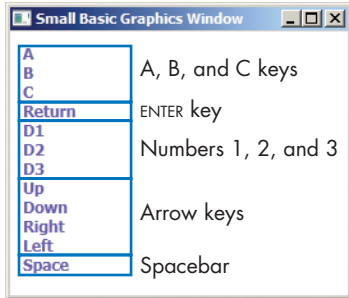 Small Basic Graphics Window
A
B
C
A, B, and C keys
Return
ENTER key
D1
D2
D3
Numbers 1, 2, and 3
Up
Down
Right
Left
Arrow keys
Space
Spacebar